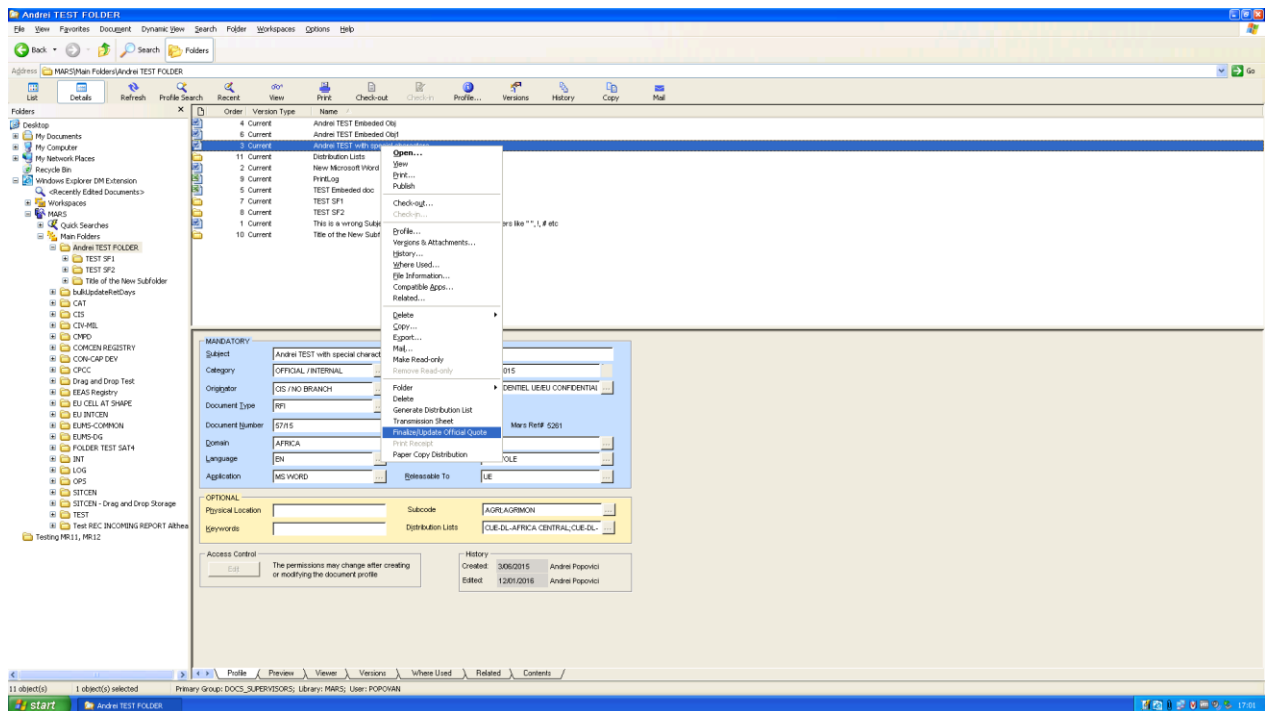 Andrei TEST FOLDER
File View Favorites Document Dynamic View Search Folder Workspaces Options Help
Back Search Folders
Address MARS\Main Folders\Andrei TEST FOLDER Go
List Details Refresh Profile Search Recent View Print Check-out Check-in Profile... Versions History Copy Mail
Folders
Desktop
My Documents
My Computer
My Network Places
Recycle Bin
Windows Explorer DM Extension
<Recently Edited Documents>
Workspaces
MARS
Quick Searches
Main Folders
Andrei TEST FOLDER
TEST SF1
TEST SF2
Title of the New Subfolder
bulkUpdateRetDays
CAT
CIS
CIV-MIL
CMPD
COMCEN REGISTRY
CON-CAP DEV
CPCC
Drag and Drop Test
EEAS Registry
EU CELL AT SHAPE
EU INTCEN
EUMS-COMMON
EUMS-DG
FOLDER TEST SAT4
INT
LOG
OPS
SITCEN
SITCEN - Drag and Drop Storage
TEST
Test REC INCOMING REPORT Althea
Testing MR11, MR12
Order Version Type Name
4 Current Andrei TEST Embeded Obj
6 Current Andrei TEST Embeded Obj1
3 Current Andrei TEST with special characters
11 Current Distribution Lists
2 Current New Microsoft Word
9 Current PrintLog
5 Current TEST Embeded doc
7 Current TEST SF1
8 Current TEST SF2
1 Current This is a wrong Subje ers like " ", !, # etc
10 Current Title of the New Subf
Open...
View
Print...
Publish
Check-out...
Check-in...
Profile...
Versions & Attachments...
History...
Where Used...
File Information...
Compatible Apps...
Related...
Delete
Copy...
Export...
Mail...
Make Read-only
Remove Read-only
Folder
Delete
Generate Distribution List
Transmission Sheet
Finalize/Update Official Quote
Print Receipt
Paper Copy Distribution
MANDATORY
Subject Andrei TEST with special charact
Category OFFICIAL / INTERNAL ... 015
Originator CIS / NO BRANCH DENTIEL UE/EU CONFIDENTIAL ...
Document Type RFI
Document Number 57/15 Mars Ref# 5261
Domain AFRICA ...
Language EN OLE ...
Application MS WORD ... Releasable To UE ...
OPTIONAL
Physical Location Subcode AGRI;AGRIMON ...
Keywords Distribution Lists CUE-DL-AFRICA CENTRAL;CUE-DL- ...
Access Control
Edit The permissions may change after creating
or modifying the document profile
History
Created: 3/06/2015 Andrei Popovici
Edited: 12/01/2016 Andrei Popovici
Profile Preview Viewer Versions Where Used Related Contents
11 object(s) 1 object(s) selected Primary Group: DOCS_SUPERVISORS; Library: MARS; User: POPOVAN
start Andrei TEST FOLDER 17:01